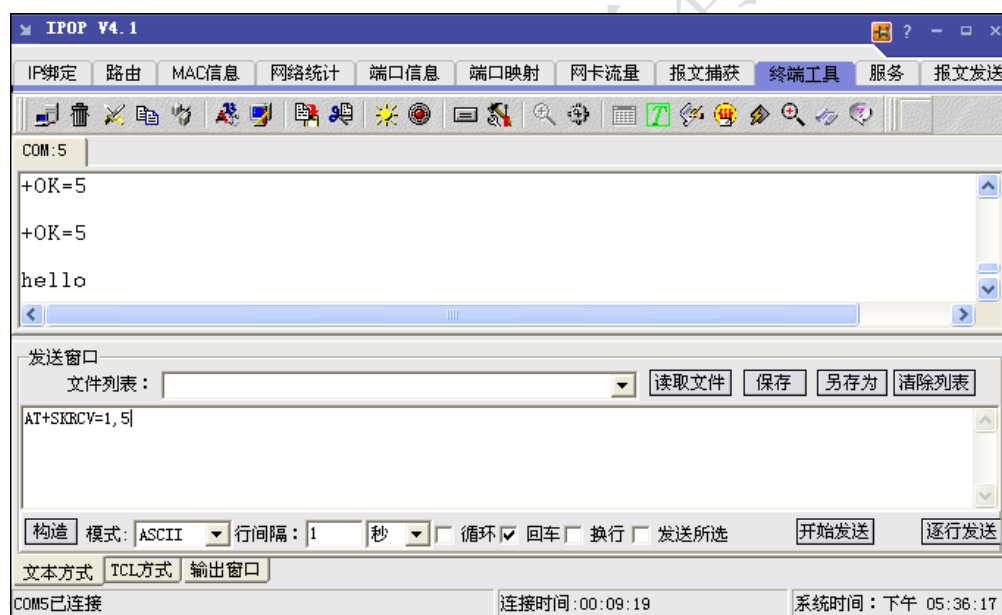 IPOP V4.1
IP绑定 路由 MAC信息 网络统计 端口信息 端口映射 网卡流量 报文捕获 终端工具 服务 报文发送
COM:5
+OK=5
+OK=5
hello
发送窗口
文件列表： 读取文件 保存 另存为 清除列表
AT+SKRCV=1,5
构造 模式: ASCII 行间隔：1 秒 循环 回车 换行 发送所选 开始发送 逐行发送
文本方式 TCL方式 输出窗口
COM5已连接 连接时间:00:09:19 系统时间：下午 05:36:17